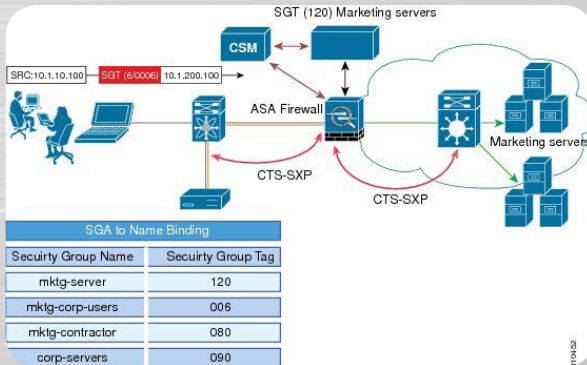 SGT (120) Marketing servers
CSM
SRC:10.1.10.100 SGT (6/0006) 10.1.200.100
ASA Firewall
Marketing servers
CTS-SXP
CTS-SXP
SGA to Name Binding
Secuirty Group Name Secuirty Group Tag
mktg-server 120
mktg-corp-users 006
mktg-contractor 080
corp-servers 090